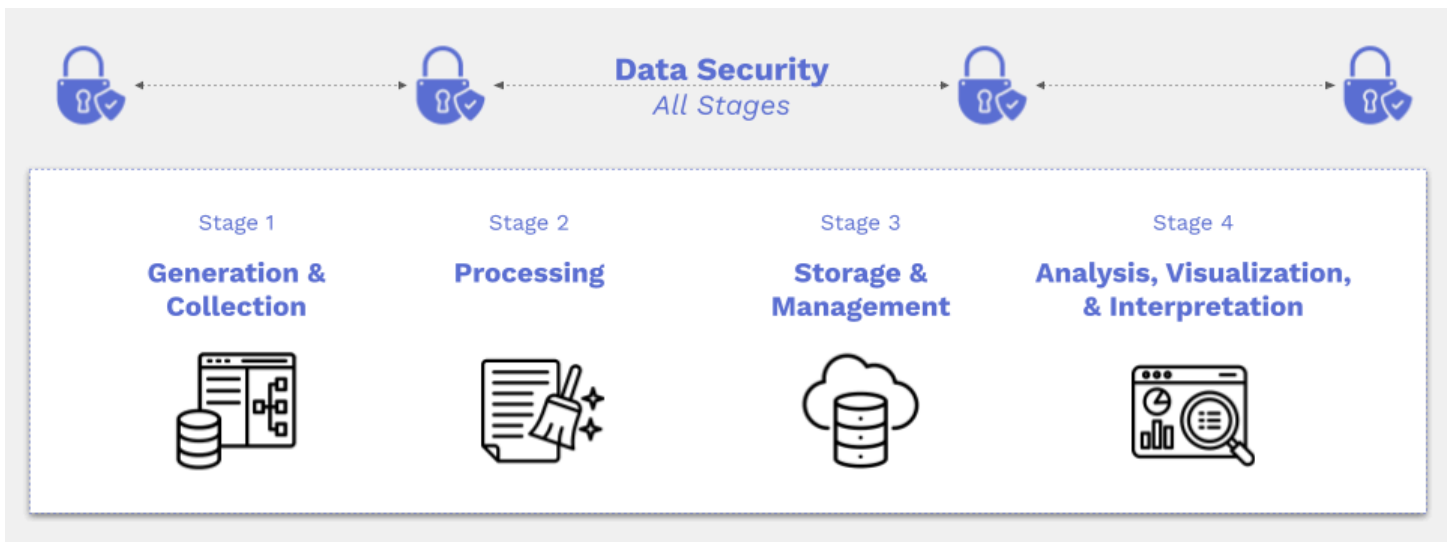 Data Security
All Stages
Stage 1
Generation &
Collection
Stage 2
Processing
Stage 3
Storage &
Management
Stage 4
Analysis, Visualization,
& Interpretation